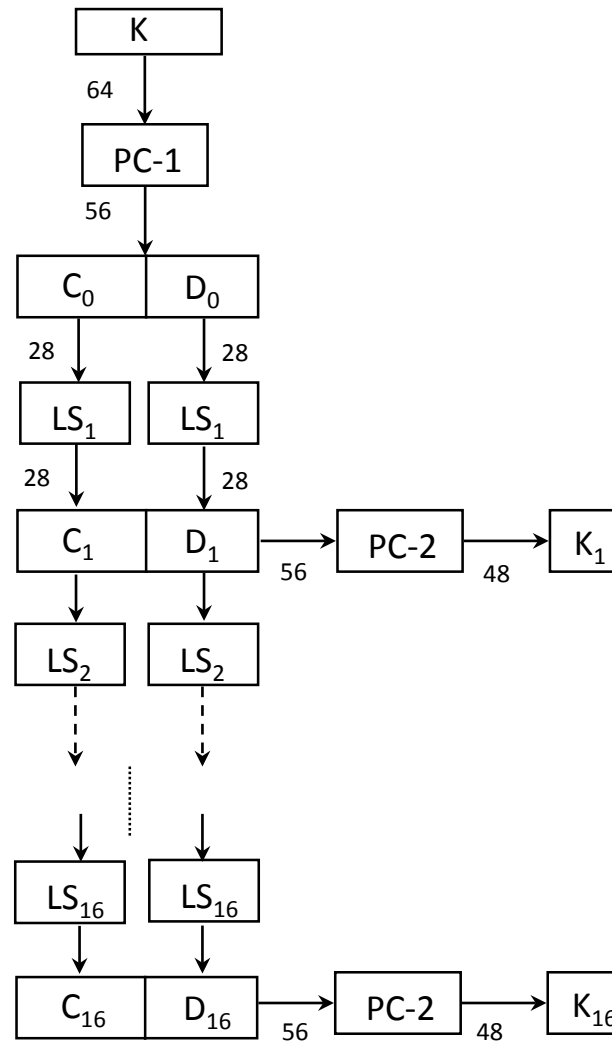 K
64
PC-1
56
C₀ D₀
28 28
LS₁ LS₁
28 28
C₁ D₁ 56 PC-2 48 K₁
LS₂ LS₂
LS₁₆ LS₁₆
C₁₆ D₁₆ 56 PC-2 48 K₁₆